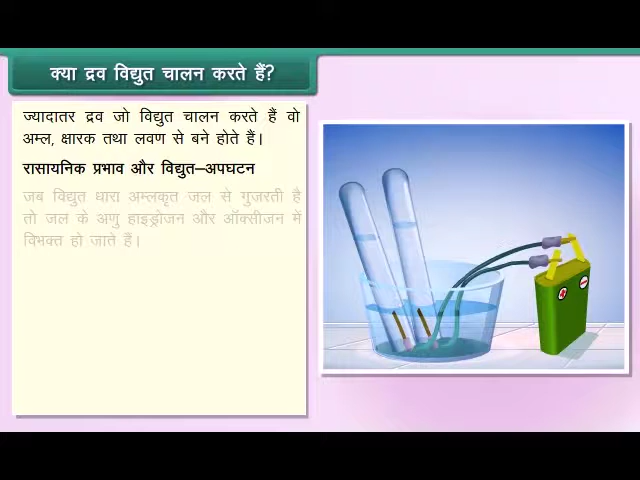 क्या द्रव विद्युत चालन करते हैं?
ज्यादातर द्रव जो विद्युत चालन करते हैं वो
अम्ल, क्षारक तथा लवण से बने होते हैं।
रासायनिक प्रभाव और विद्युत–अपघटन
जब विद्युत धारा अम्लकृत जल से गुजरती है
तो जल के अणु हाइड्रोजन और ऑक्सीजन में
विभक्त हो जाते हैं।
+ −